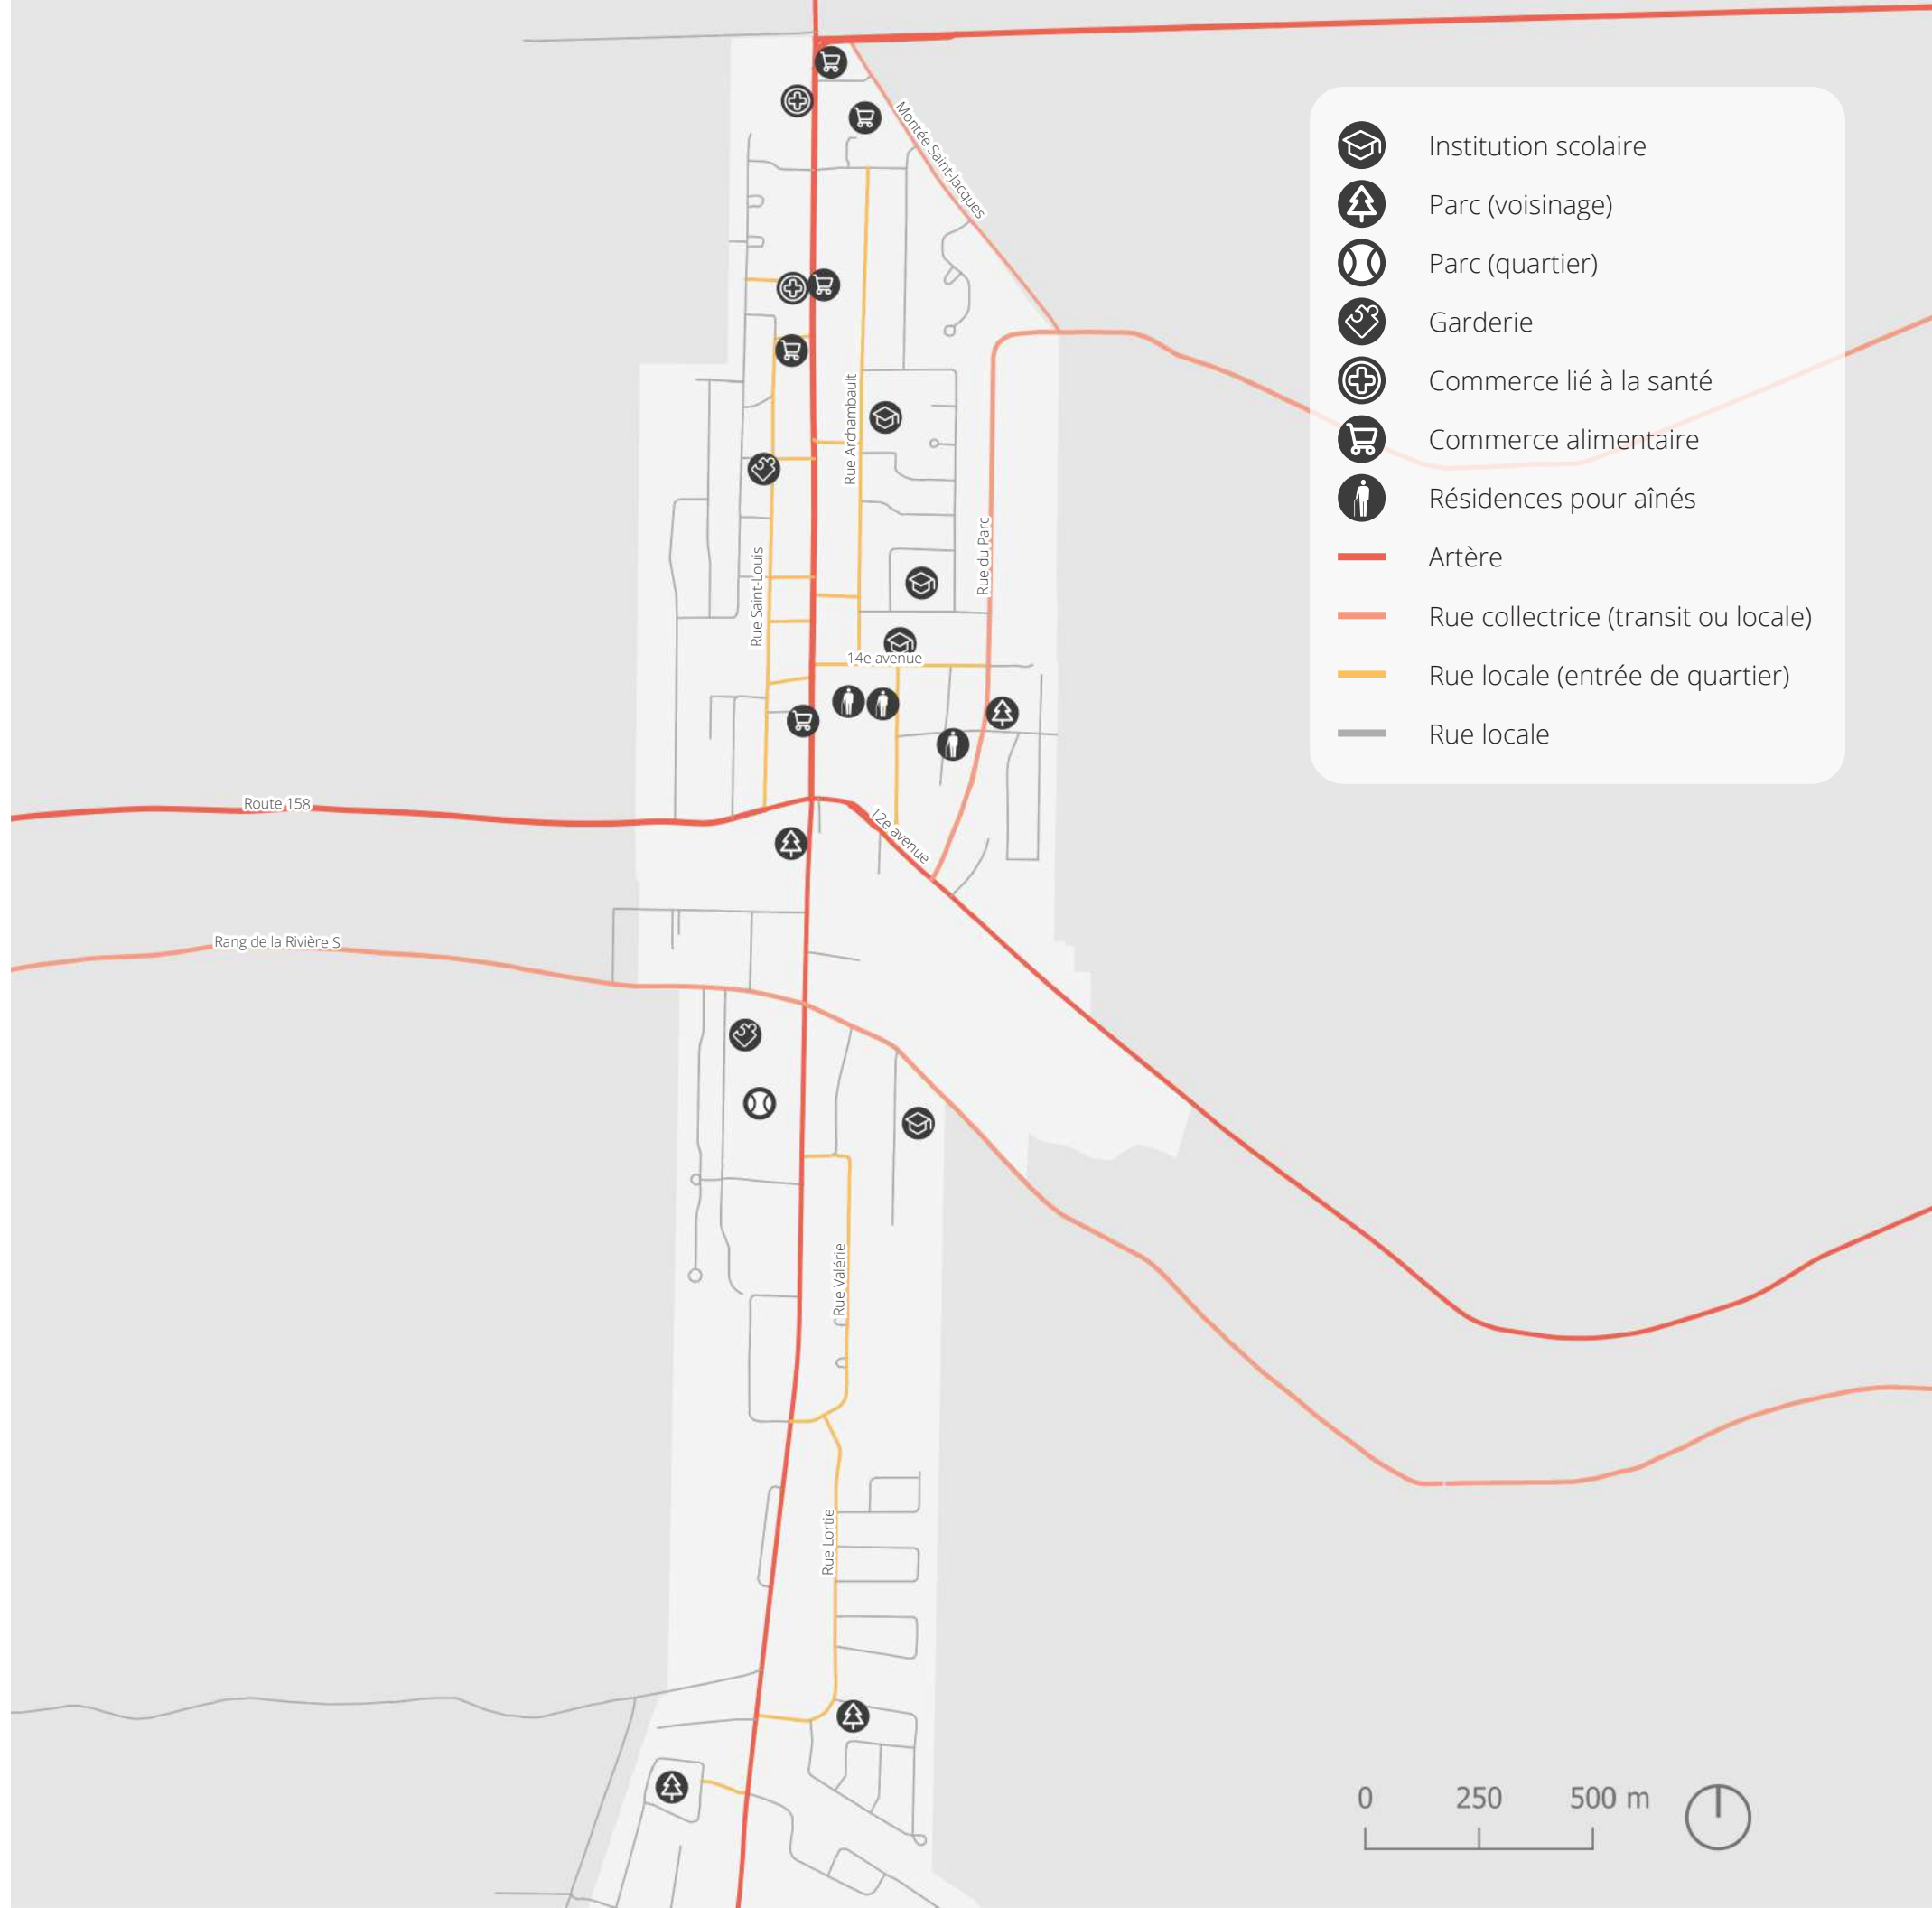 Montée Saint-Jacques
Institution scolaire
Parc (voisinage)
Parc (quartier)
Garderie
Commerce lié à la santé
Commerce alimentaire
Résidences pour aînés
Artère
Rue collectrice (transit ou locale)
Rue locale (entrée de quartier)
Rue locale
Rue Archambault
Rue du Parc
Rue Saint-Louis
14e avenue
Route 158
12e avenue
Rang de la Rivière S
Rue Valérie
Rue Lortie
0 250 500 m